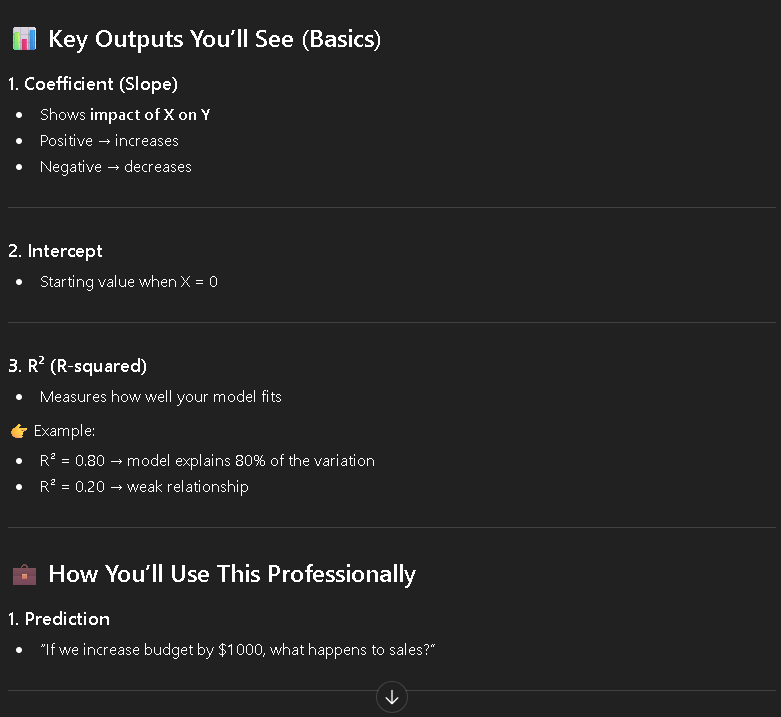 📊 Key Outputs You’ll See (Basics)
1. Coefficient (Slope)
• Shows impact of X on Y
• Positive → increases
• Negative → decreases
2. Intercept
• Starting value when X = 0
3. R² (R-squared)
• Measures how well your model fits
👉 Example:
• R² = 0.80 → model explains 80% of the variation
• R² = 0.20 → weak relationship
💼 How You’ll Use This Professionally
1. Prediction
• “If we increase budget by $1000, what happens to sales?”